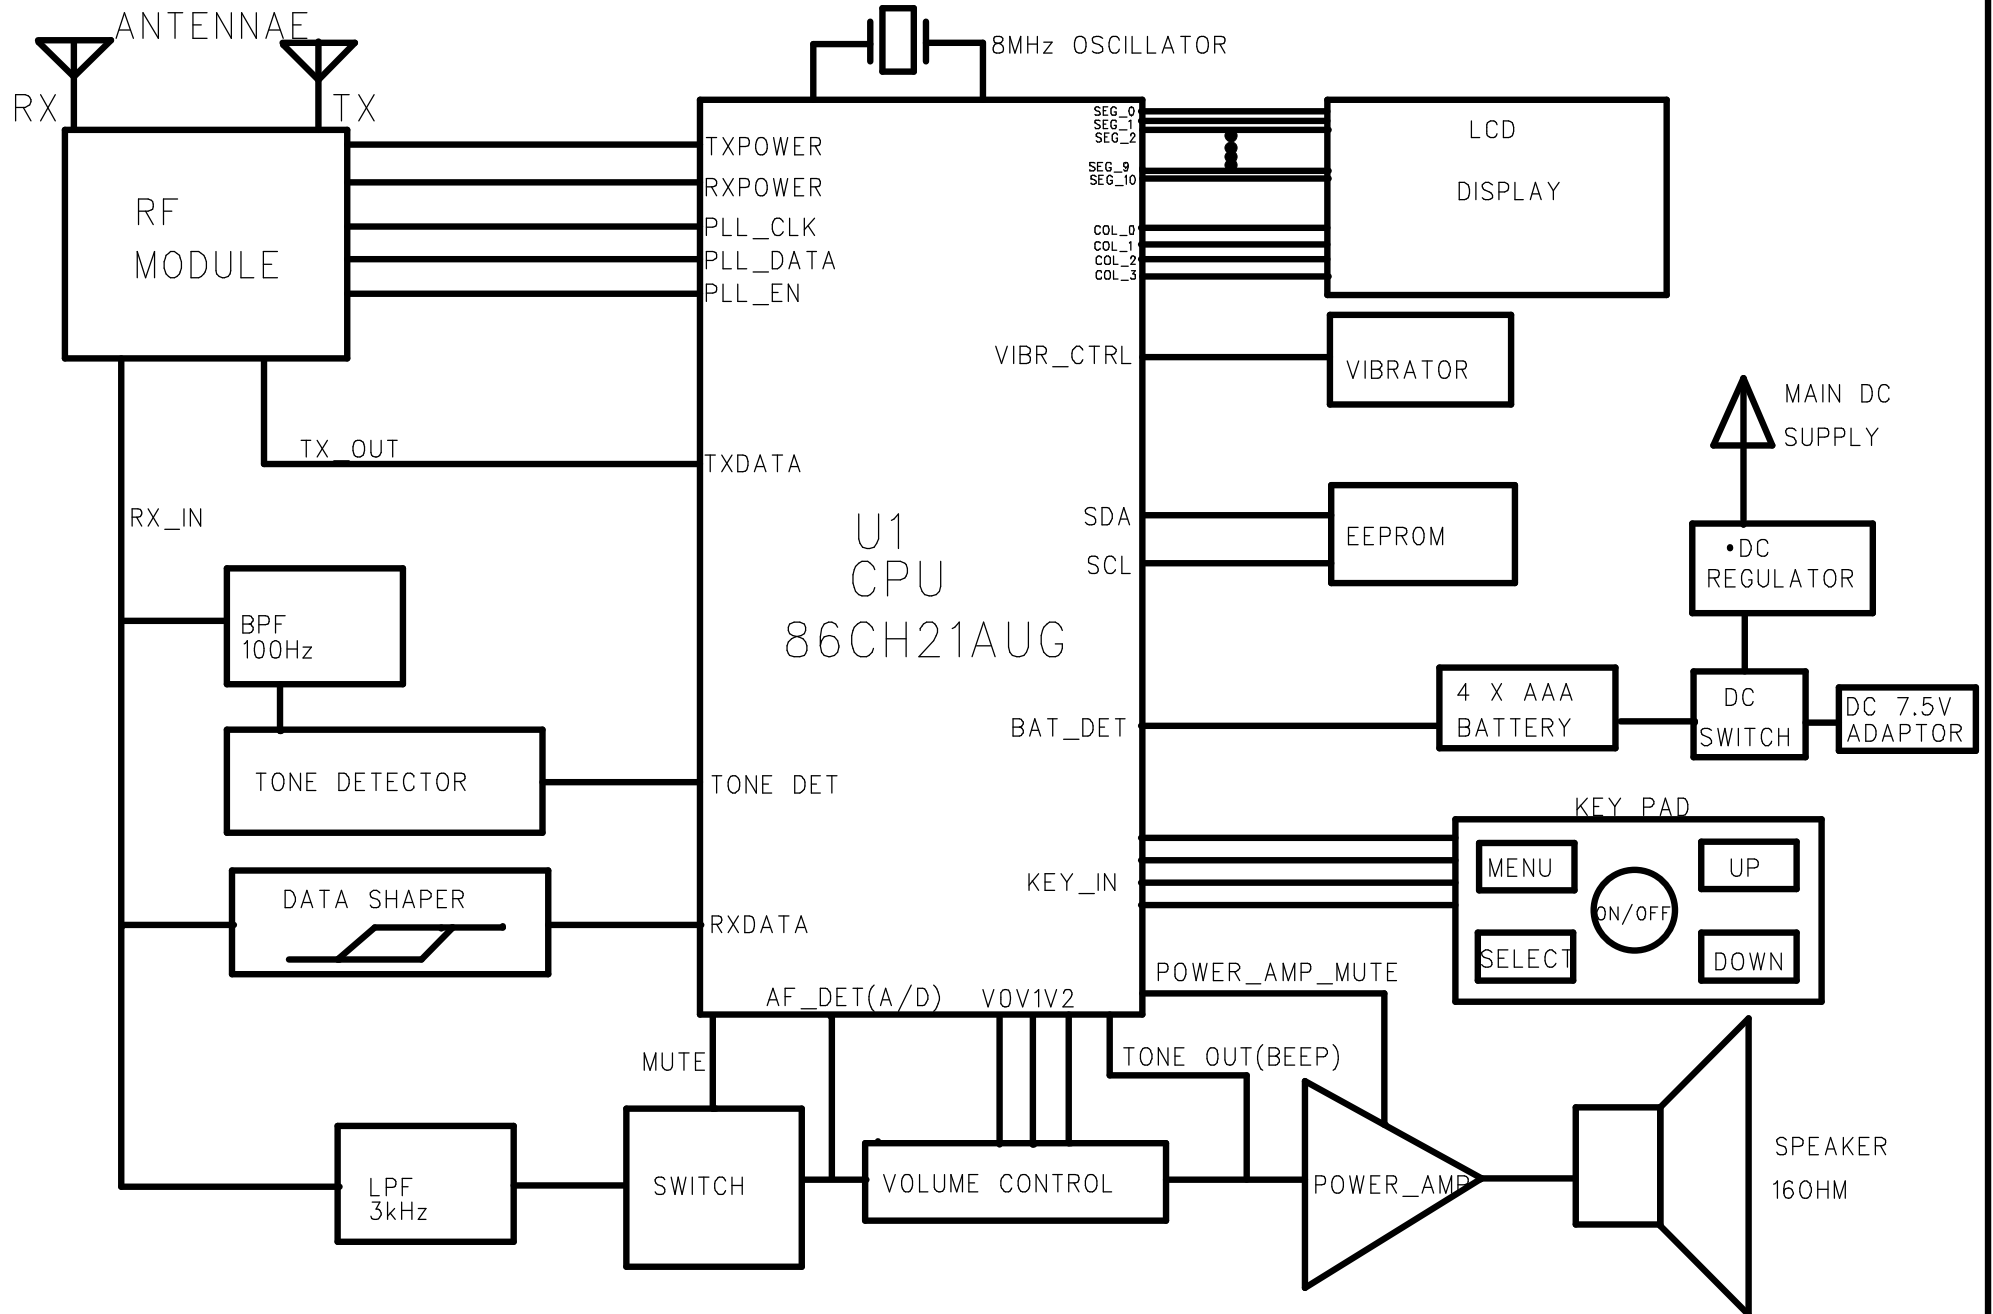 ANTENNAE
RX
TX
8MHz OSCILLATOR
RF
MODULE
TXPOWER
RXPOWER
PLL_CLK
PLL_DATA
PLL_EN
SEG_0
SEG_1
SEG_2
SEG_9
SEG_10
COL_0
COL_1
COL_2
COL_3
LCD
DISPLAY
VIBR_CTRL
VIBRATOR
MAIN DC
SUPPLY
TX_OUT
TXDATA
RX_IN
U1
CPU
86CH21AUG
SDA
SCL
EEPROM
•DC
REGULATOR
BPF
100Hz
BAT_DET
4 X AAA
BATTERY
DC
SWITCH
DC 7.5V
ADAPTOR
TONE DETECTOR
TONE DET
KEY PAD
MENU
UP
ON/OFF
SELECT
DOWN
KEY_IN
DATA SHAPER
RXDATA
AF_DET(A/D)
V0V1V2
POWER_AMP_MUTE
MUTE
TONE OUT(BEEP)
LPF
3kHz
SWITCH
VOLUME CONTROL
POWER_AMP
SPEAKER
16OHM